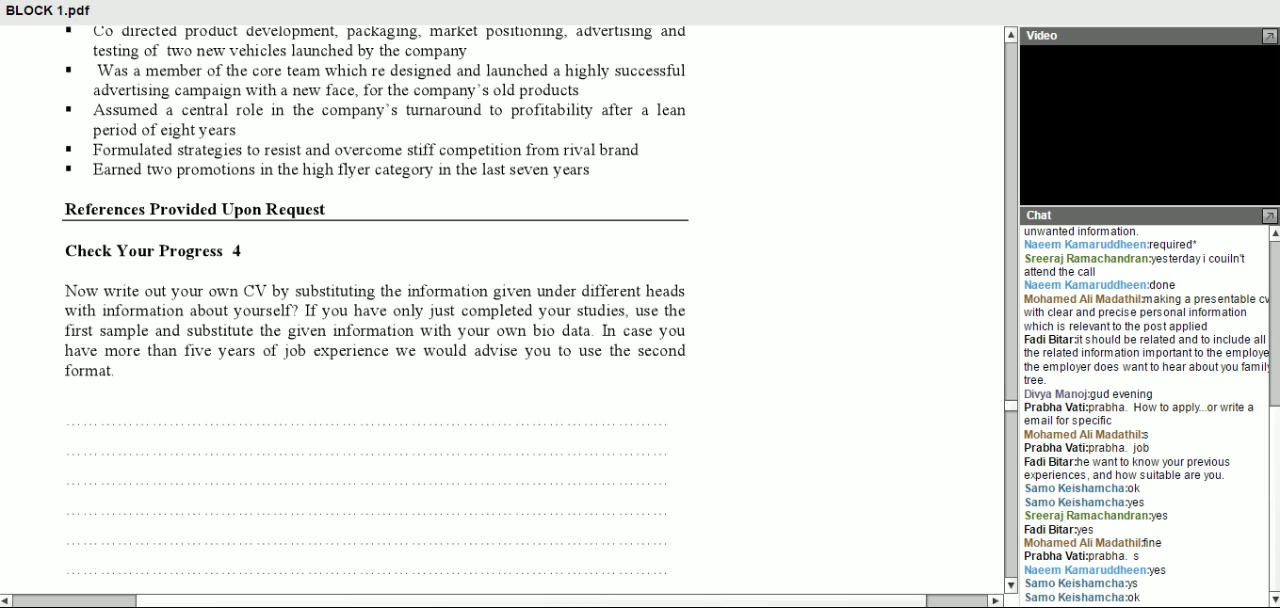 BLOCK 1.pdf
▪ Co directed product development, packaging, market positioning, advertising and
testing of two new vehicles launched by the company
▪ Was a member of the core team which re designed and launched a highly successful
advertising campaign with a new face, for the company's old products
▪ Assumed a central role in the company's turnaround to profitability after a lean
period of eight years
▪ Formulated strategies to resist and overcome stiff competition from rival brand
▪ Earned two promotions in the high flyer category in the last seven years
References Provided Upon Request
Check Your Progress 4
Now write out your own CV by substituting the information given under different heads
with information about yourself? If you have only just completed your studies, use the
first sample and substitute the given information with your own bio data. In case you
have more than five years of job experience we would advise you to use the second
format.
Video
Chat
unwanted information.
Naeem Kamaruddheen:required*
Sreeraj Ramachandran:yesterday i couiln't
attend the call
Naeem Kamaruddheen:done
Mohamed Ali Madathil:making a presentable cv
with clear and precise personal information
which is relevant to the post applied
Fadi Bitar:it should be related and to include all
the related information important to the employe
the employer does want to hear about you family
tree.
Divya Manoj:gud evening
Prabha Vati:prabha. How to apply...or write a
email for specific
Mohamed Ali Madathil:s
Prabha Vati:prabha. job
Fadi Bitar:he want to know your previous
experiences, and how suitable are you.
Samo Keishamcha:ok
Samo Keishamcha:yes
Sreeraj Ramachandran:yes
Fadi Bitar:yes
Mohamed Ali Madathil:fine
Prabha Vati:prabha. s
Naeem Kamaruddheen:yes
Samo Keishamcha:ys
Samo Keishamcha:ok